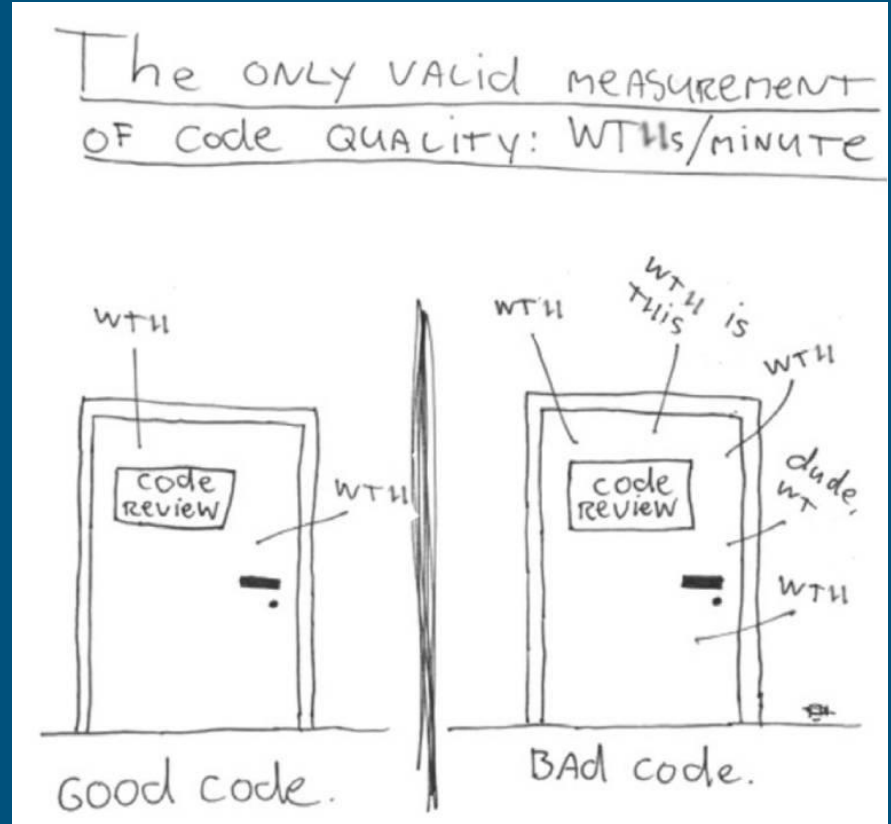 The ONLY VALid MEASUREMENT
OF Code QUALITY: WTHs/MINUTE
WTH
code
REVIEW
WTH
GOOD code.
WTH
WTH is
THis
WTH
code
REVIEW
dude,
WT
WTH
BAd code.